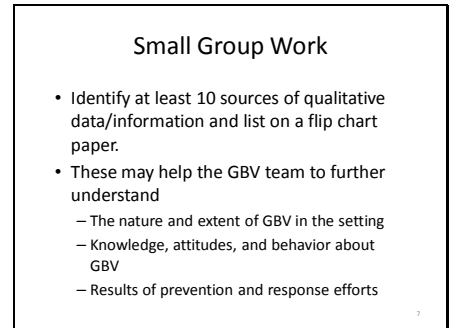 Small Group Work
• Identify at least 10 sources of qualitative
data/information and list on a flip chart
paper.
• These may help the GBV team to further
understand
– The nature and extent of GBV in the setting
– Knowledge, attitudes, and behavior about
GBV
– Results of prevention and response efforts
7